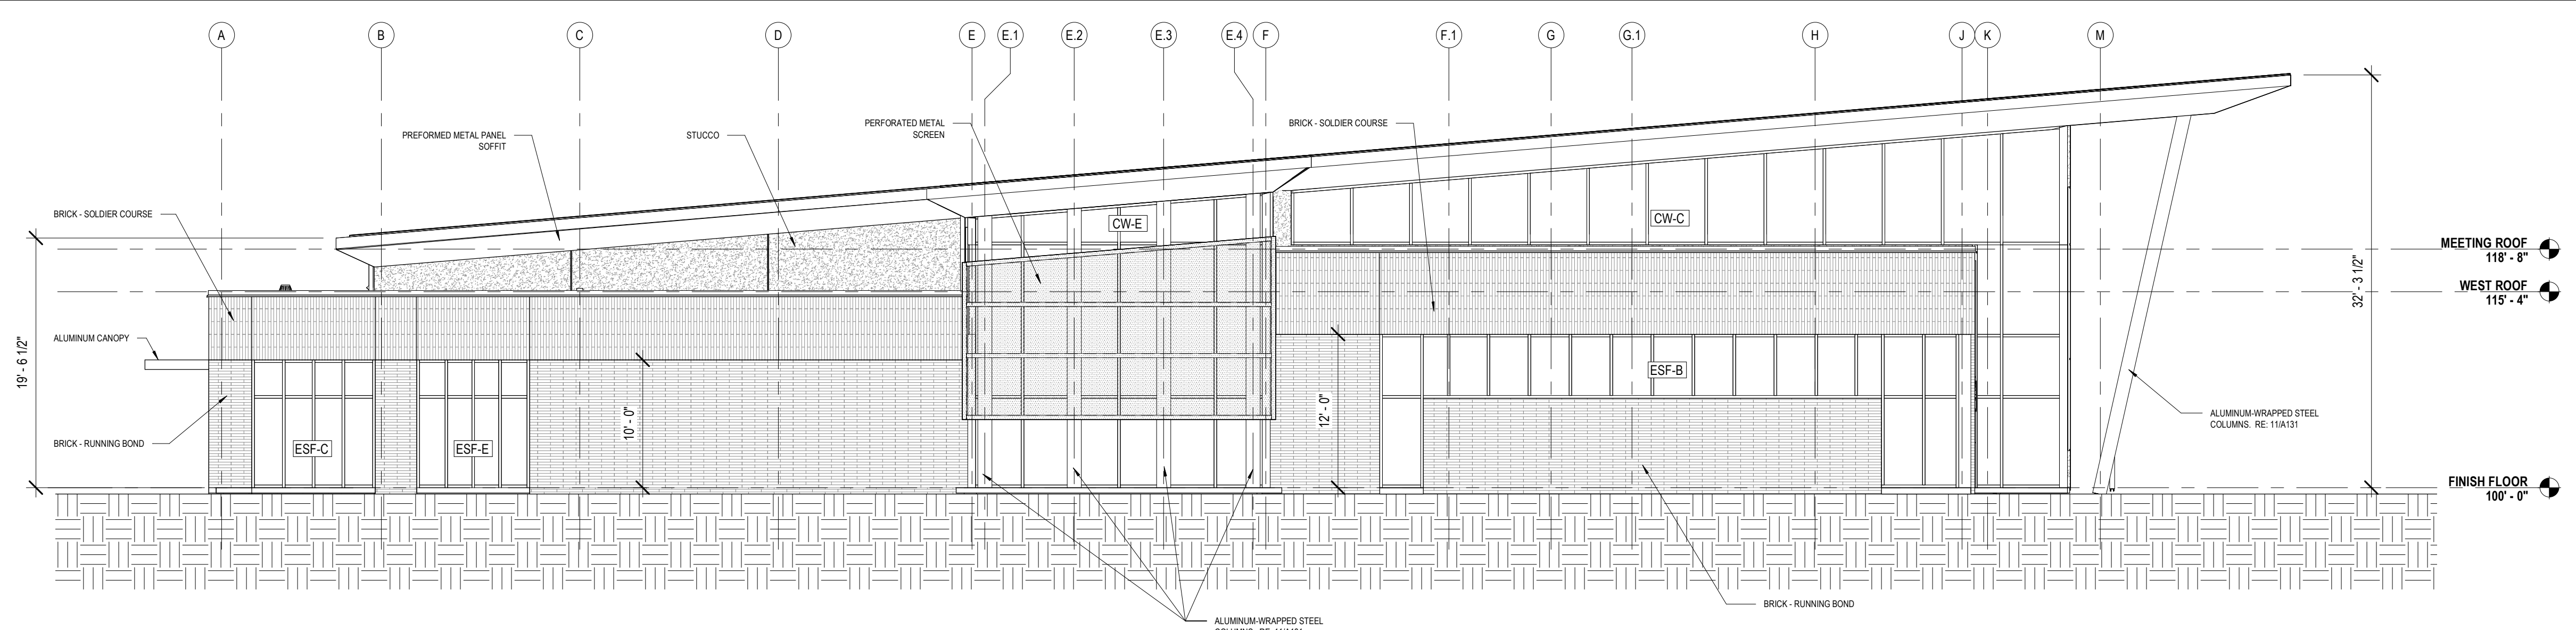 A B C D E E.1 E.2 E.3 E.4 F F.1 G G.1 H J K M
PERFORATED METAL
SCREEN
BRICK - SOLDIER COURSE
PREFORMED METAL PANEL
SOFFIT
STUCCO
BRICK - SOLDIER COURSE
CW-E
CW-C
MEETING ROOF
118' - 8"
WEST ROOF
115' - 4"
32' - 3 1/2"
ALUMINUM CANOPY
19' - 6 1/2"
ESF-B
10' - 0"
12' - 0"
ALUMINUM-WRAPPED STEEL
COLUMNS. RE: 11/A131
BRICK - RUNNING BOND
ESF-C
ESF-E
FINISH FLOOR
100' - 0"
BRICK - RUNNING BOND
ALUMINUM-WRAPPED STEEL